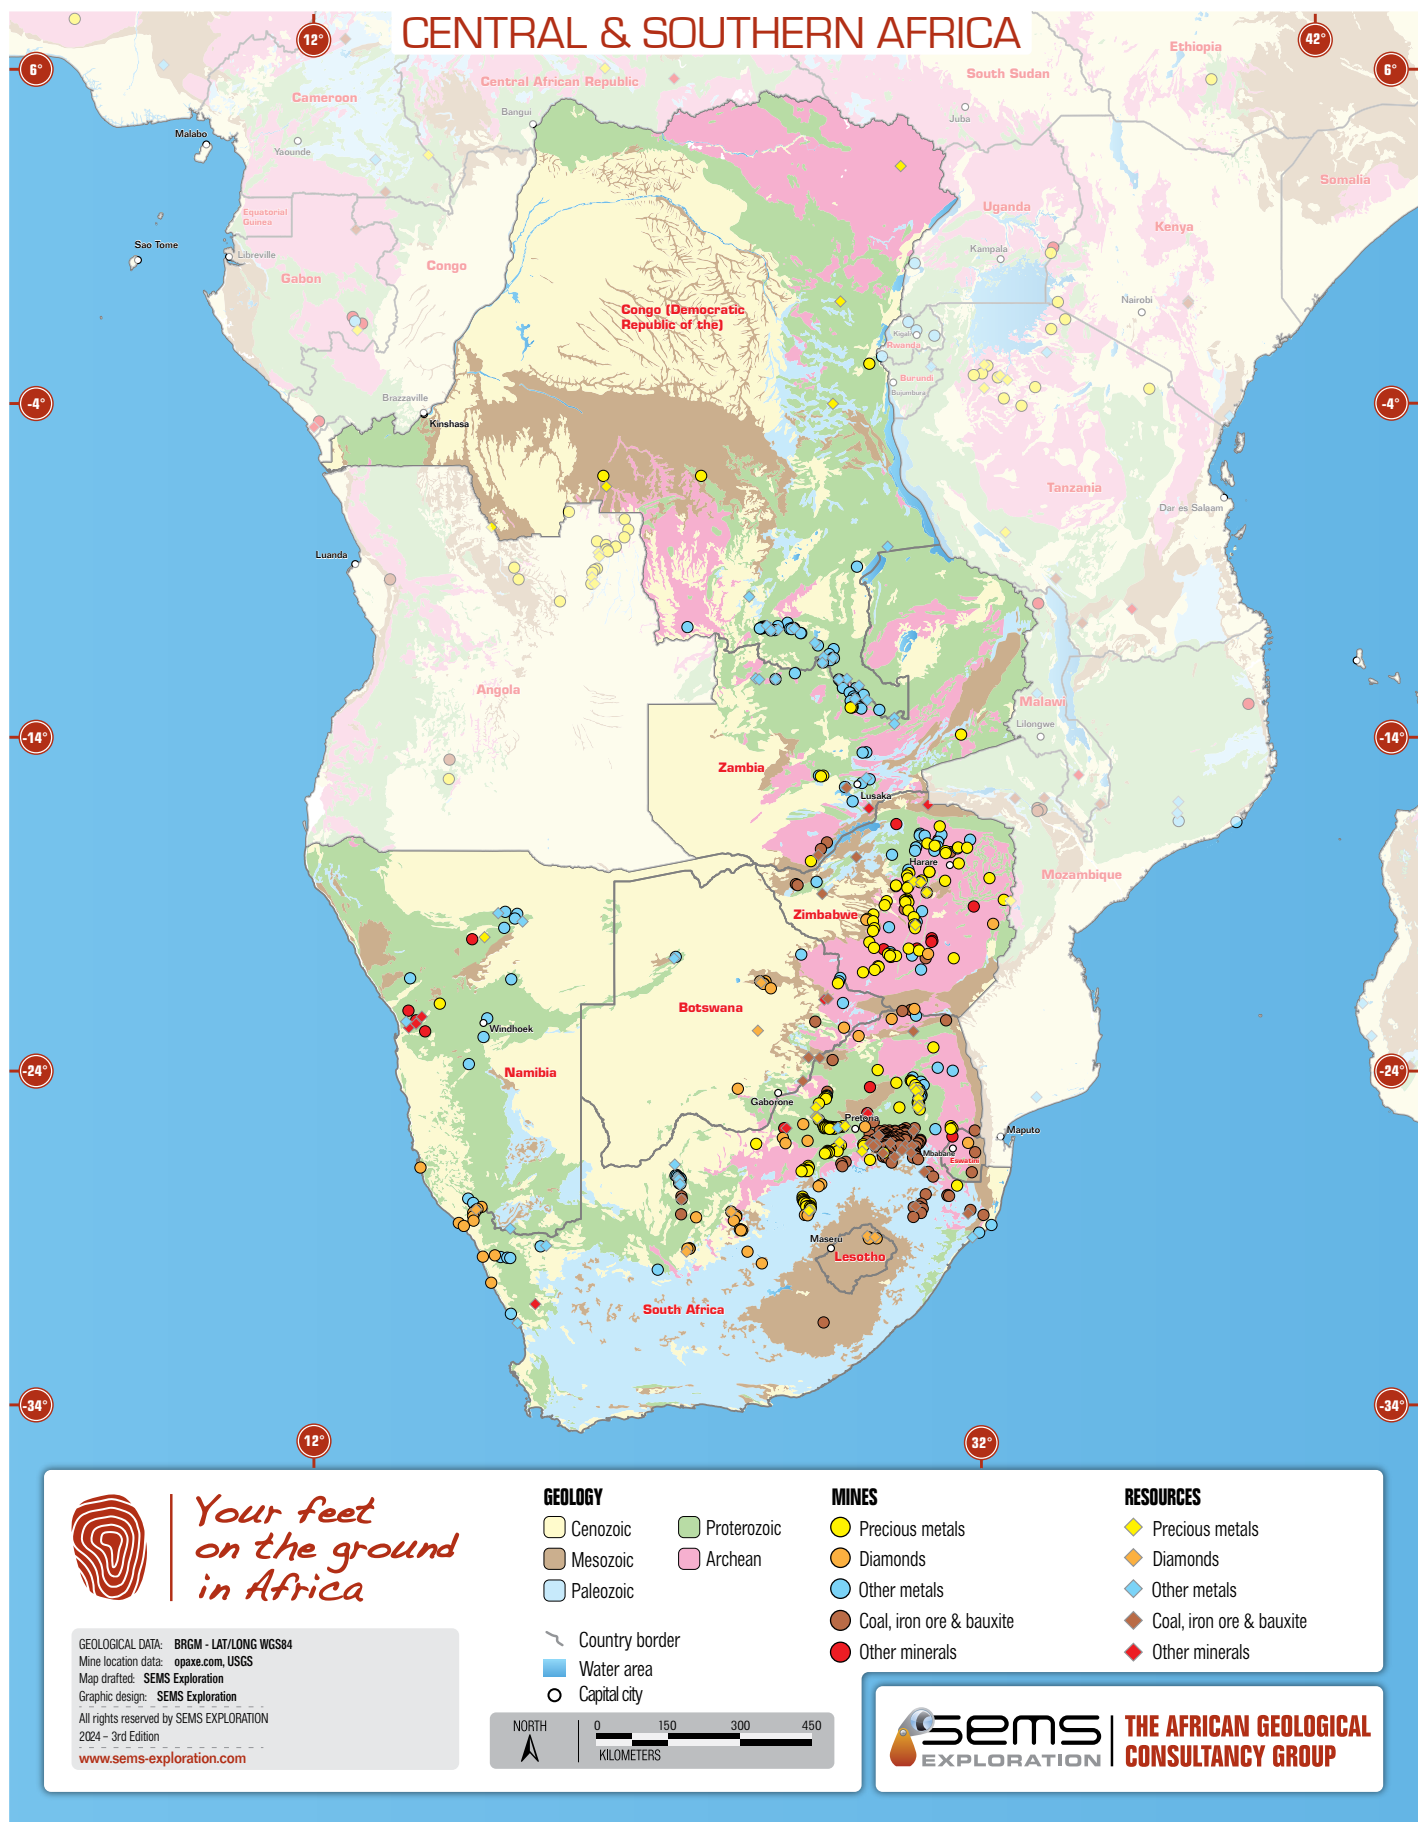 CENTRAL & SOUTHERN AFRICA
12°
42°
6°
6°
Ethiopia
South Sudan
Central African Republic
Cameroon
Bangui
Juba
Malabo
Yaounde
Somalia
Uganda
Equatorial
Guinea
Kenya
Sao Tome
Libreville
Kampala
Congo
Gabon
Nairobi
Congo (Democratic
Republic of the)
Kigali
Rwanda
Burundi
Bujumbura
Brazzaville
-4°
-4°
Kinshasa
Tanzania
Dar es Salaam
Luanda
Angola
Malawi
Lilongwe
-14°
-14°
Zambia
Lusaka
Harare
Mozambique
Zimbabwe
Botswana
Windhoek
Namibia
-24°
-24°
Gaborone
Pretoria
Maputo
Mbabane
Eswatini
Maseru
Lesotho
South Africa
-34°
-34°
12°
32°
Your feet
on the ground
in Africa
GEOLOGICAL DATA: BRGM - LAT/LONG WGS84
Mine location data: opaxe.com, USGS
Map drafted: SEMS Exploration
Graphic design: SEMS Exploration
All rights reserved by SEMS EXPLORATION
2024 – 3rd Edition
www.sems-exploration.com
GEOLOGY
Cenozoic
Proterozoic
Mesozoic
Archean
Paleozoic
Country border
Water area
Capital city
NORTH
0 150 300 450
KILOMETERS
MINES
Precious metals
Diamonds
Other metals
Coal, iron ore & bauxite
Other minerals
RESOURCES
Precious metals
Diamonds
Other metals
Coal, iron ore & bauxite
Other minerals
sems
EXPLORATION
THE AFRICAN GEOLOGICAL
CONSULTANCY GROUP